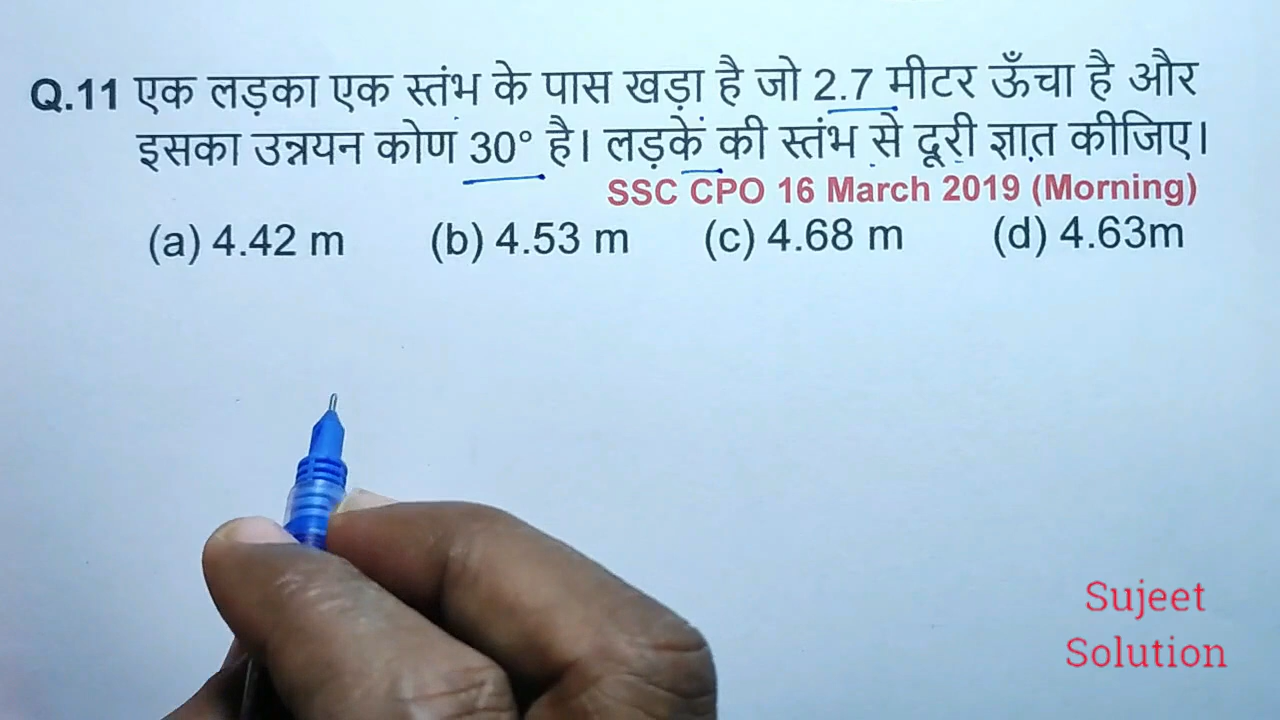 Q.11 एक लड़का एक स्तंभ के पास खड़ा है जो 2.7 मीटर ऊँचा है और
इसका उन्नयन कोण 30° है। लड़के की स्तंभ से दूरी ज्ञात कीजिए।
SSC CPO 16 March 2019 (Morning)
(a) 4.42 m (b) 4.53 m (c) 4.68 m (d) 4.63m
Sujeet
Solution